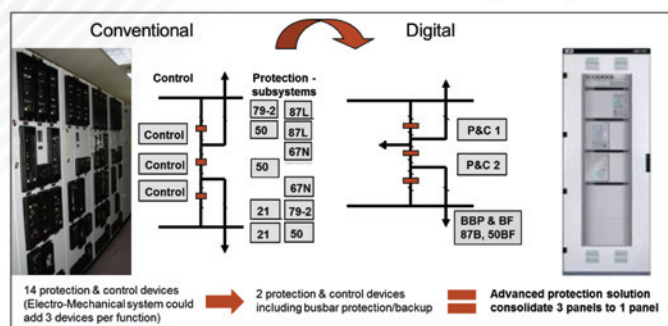 Conventional
Digital
Control
Protection -
subsystems
Control
Control
Control
79-2 87L
50 87L
67N
50
67N
21 79-2
21 50
P&C 1
P&C 2
BBP & BF
87B, 50BF
14 protection & control devices
(Electro-Mechanical system could
add 3 devices per function)
2 protection & control devices
including busbar protection/backup
Advanced protection solution
consolidate 3 panels to 1 panel